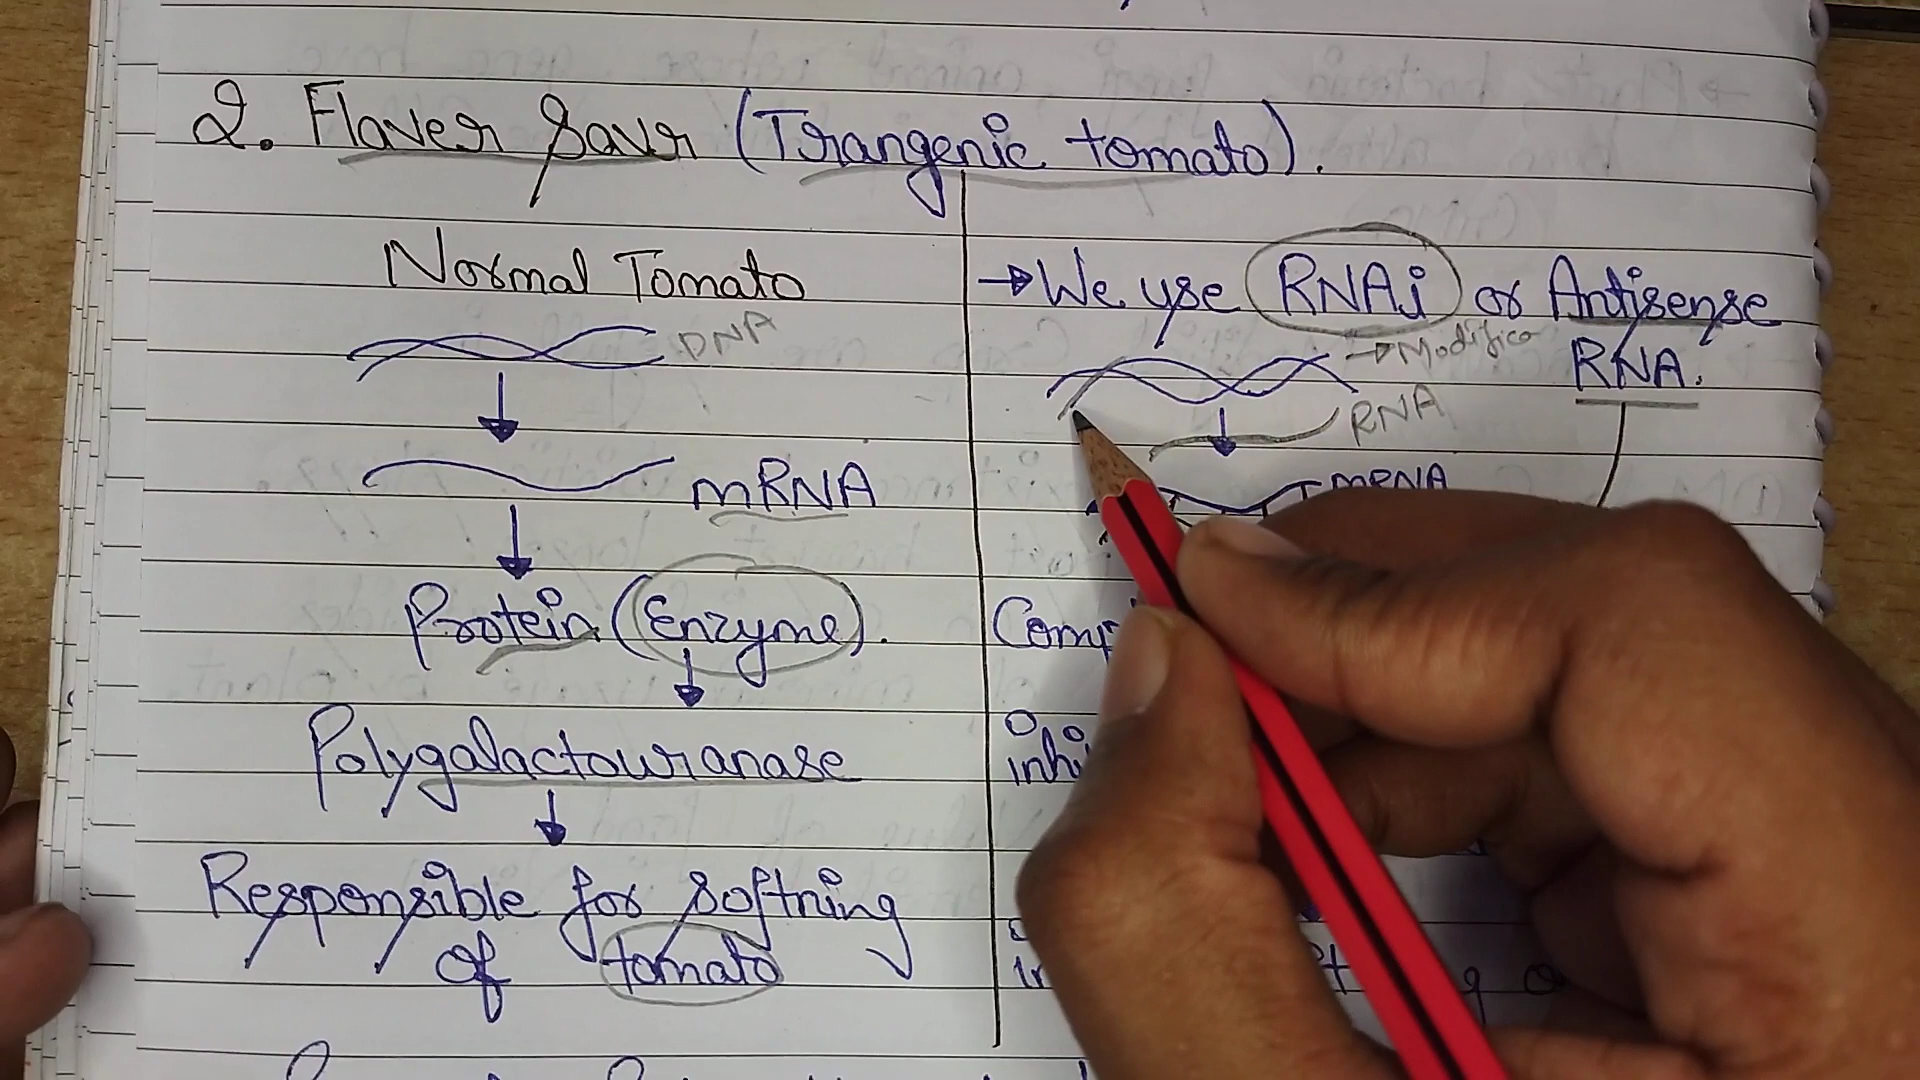 2. Flaver Savr (Trangenic tomato).
Normal Tomato
DNA
mRNA
Protein (Enzyme).
Polygalactouranase
Responsible for softning
of tomato
→ We use RNAi or Antisense
RNA.
→ Modifica
RNA
mRNA
Comp
inhi